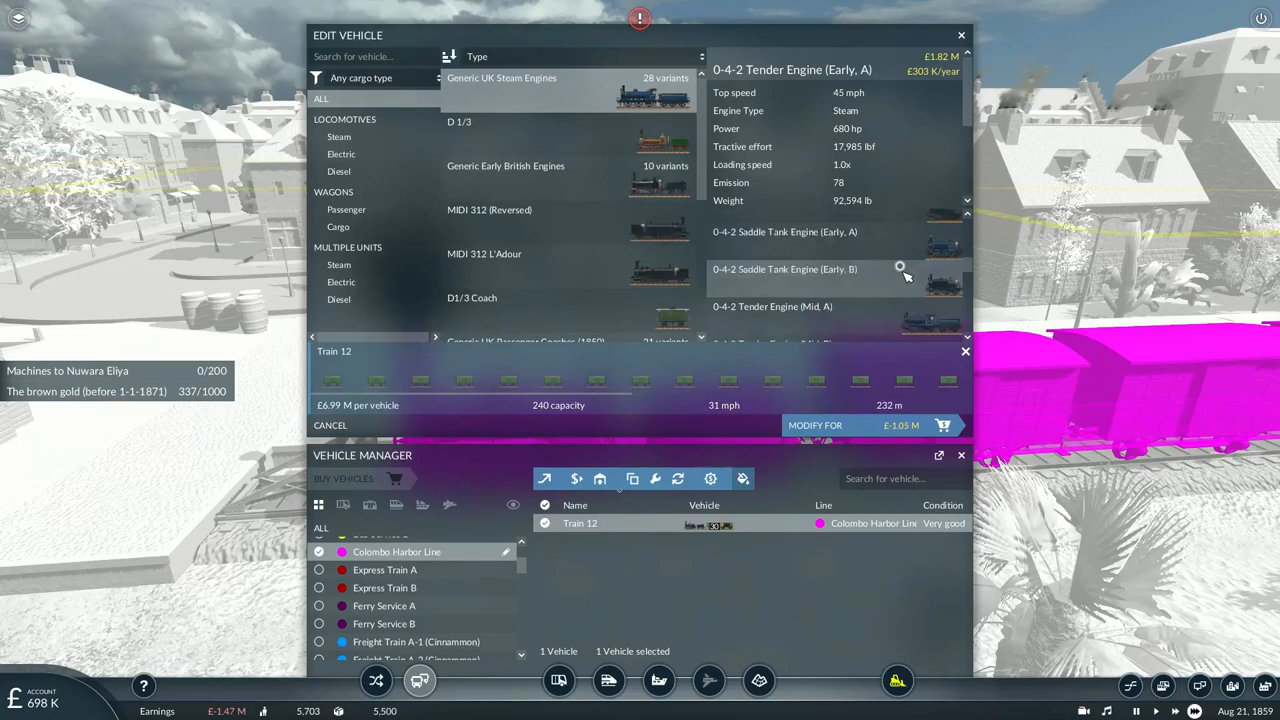 !
EDIT VEHICLE
Search for vehicle...
Type
Any cargo type
ALL
LOCOMOTIVES
Steam
Electric
Diesel
WAGONS
Passenger
Cargo
MULTIPLE UNITS
Steam
Electric
Diesel
Generic UK Steam Engines 28 variants
D 1/3
Generic Early British Engines 10 variants
MIDI 312 (Reversed)
MIDI 312 L'Adour
D1/3 Coach
Generic UK Passenger Coaches (1850) 21 variants
£1.82 M
0-4-2 Tender Engine (Early, A) £303 K/year
Top speed 45 mph
Engine Type Steam
Power 680 hp
Tractive effort 17,985 lbf
Loading speed 1.0x
Emission 78
Weight 92,594 lb
0-4-2 Saddle Tank Engine (Early, A)
0-4-2 Saddle Tank Engine (Early, B)
0-4-2 Tender Engine (Mid, A)
Train 12
£6.99 M per vehicle 240 capacity 31 mph 232 m
CANCEL MODIFY FOR £-1.05 M
Machines to Nuwara Eliya 0/200
The brown gold (before 1-1-1871) 337/1000
VEHICLE MANAGER
BUY VEHICLES
Search for vehicle...
ALL
Colombo Harbor Line
Express Train A
Express Train B
Ferry Service A
Ferry Service B
Freight Train A-1 (Cinnammon)
Name Vehicle Line Condition
Train 12 30 Colombo Harbor Line Very good
1 Vehicle 1 Vehicle selected
£ ACCOUNT
698 K
?
Earnings £-1.47 M 5,703 5,500
Aug 21, 1859